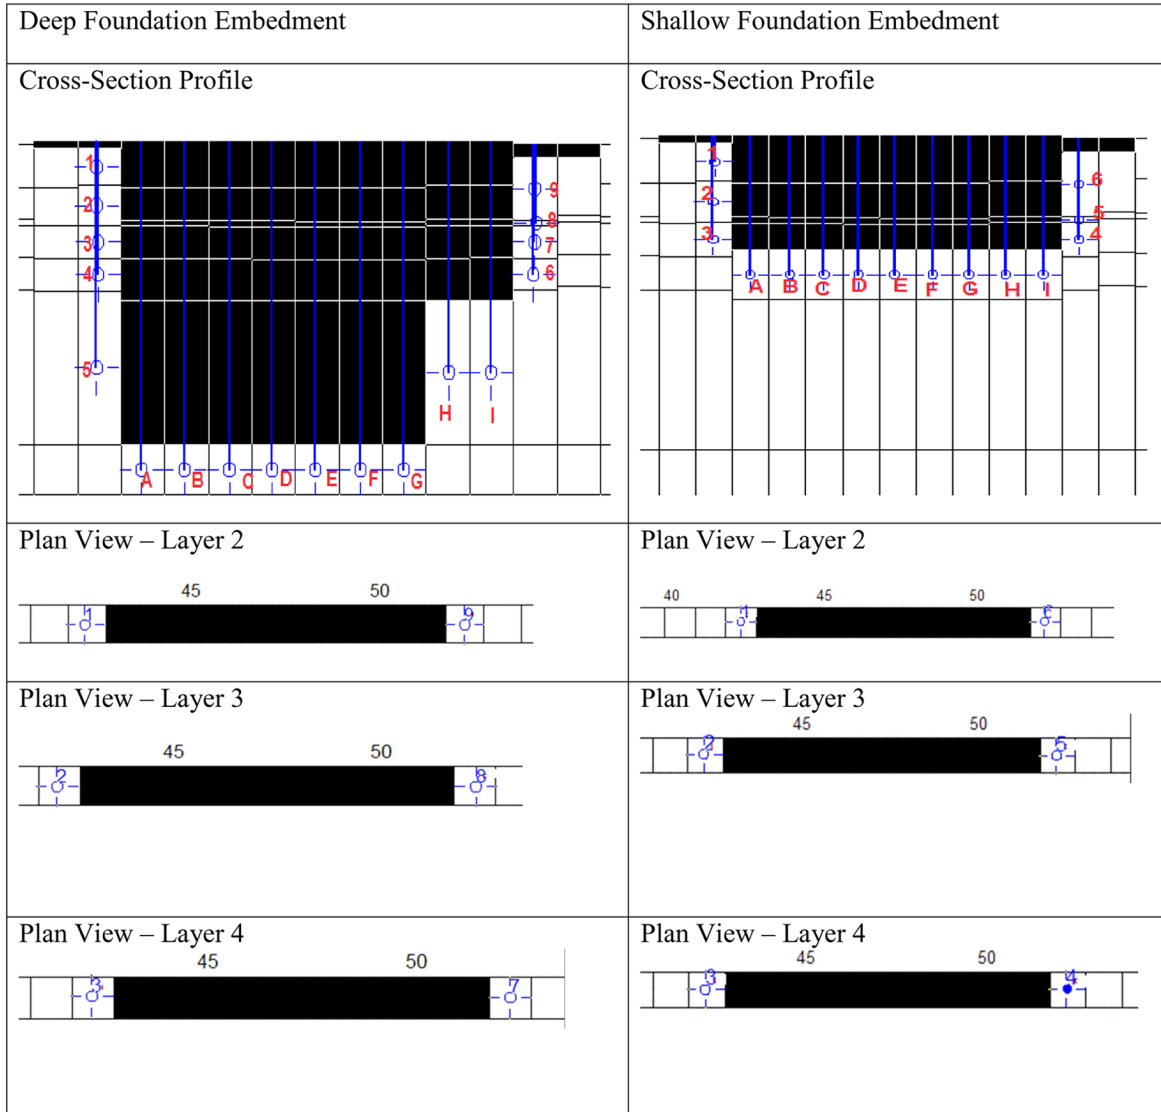 Deep Foundation Embedment
Shallow Foundation Embedment
Cross-Section Profile
1
2
3
4
5
9
8
7
6
H
I
A
B
C
D
E
F
G
Cross-Section Profile
1
2
3
6
5
4
A
B
C
D
E
F
G
H
I
Plan View – Layer 2
45 50
1 9
Plan View – Layer 2
40 45 50
1 6
Plan View – Layer 3
45 50
2 8
Plan View – Layer 3
45 50
2 5
Plan View – Layer 4
45 50
3 7
Plan View – Layer 4
45 50
3 4